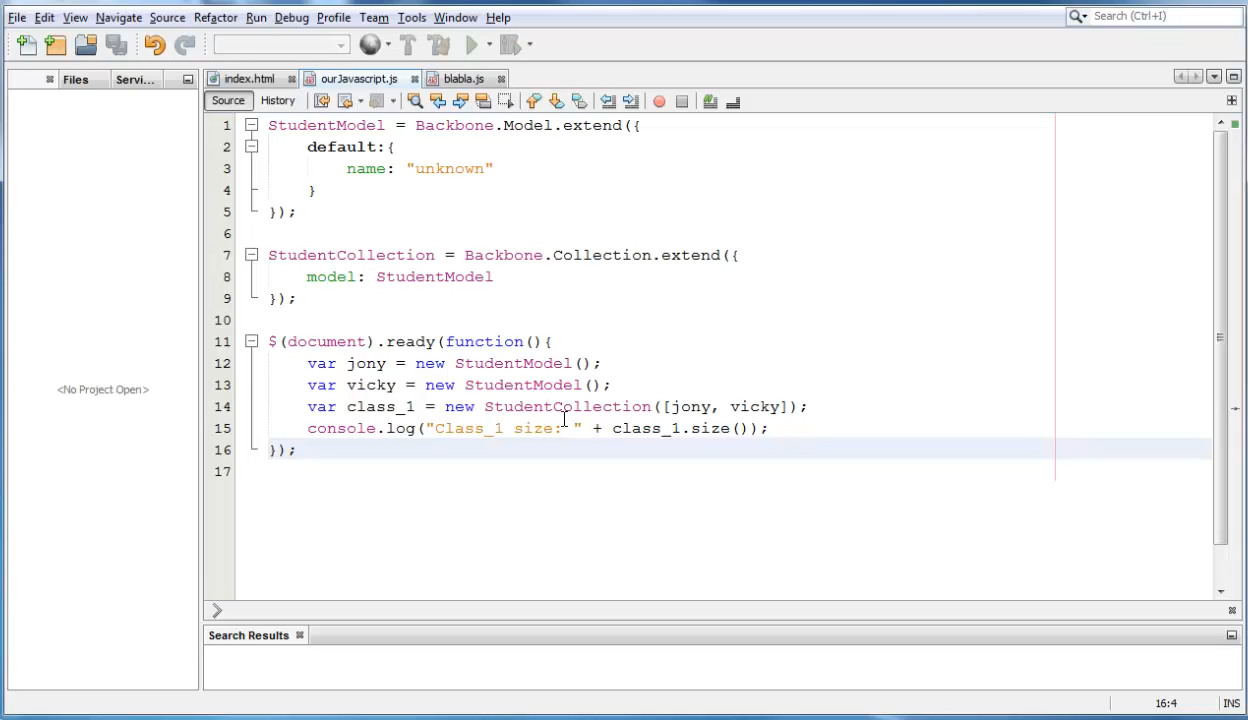 File Edit View Navigate Source Refactor Run Debug Profile Team Tools Window Help
Search (Ctrl+I)
Files Servi... index.html ourJavascript.js blabla.js
Source History
1 StudentModel = Backbone.Model.extend({
2 default:{
3 name: "unknown"
4 }
5 });
6
7 StudentCollection = Backbone.Collection.extend({
8 model: StudentModel
9 });
10
11 $(document).ready(function(){
12 var jony = new StudentModel();
13 var vicky = new StudentModel();
14 var class_1 = new StudentCollection([jony, vicky]);
15 console.log("Class_1 size: " + class_1.size());
16 });
17
<No Project Open>
Search Results
16:4 INS